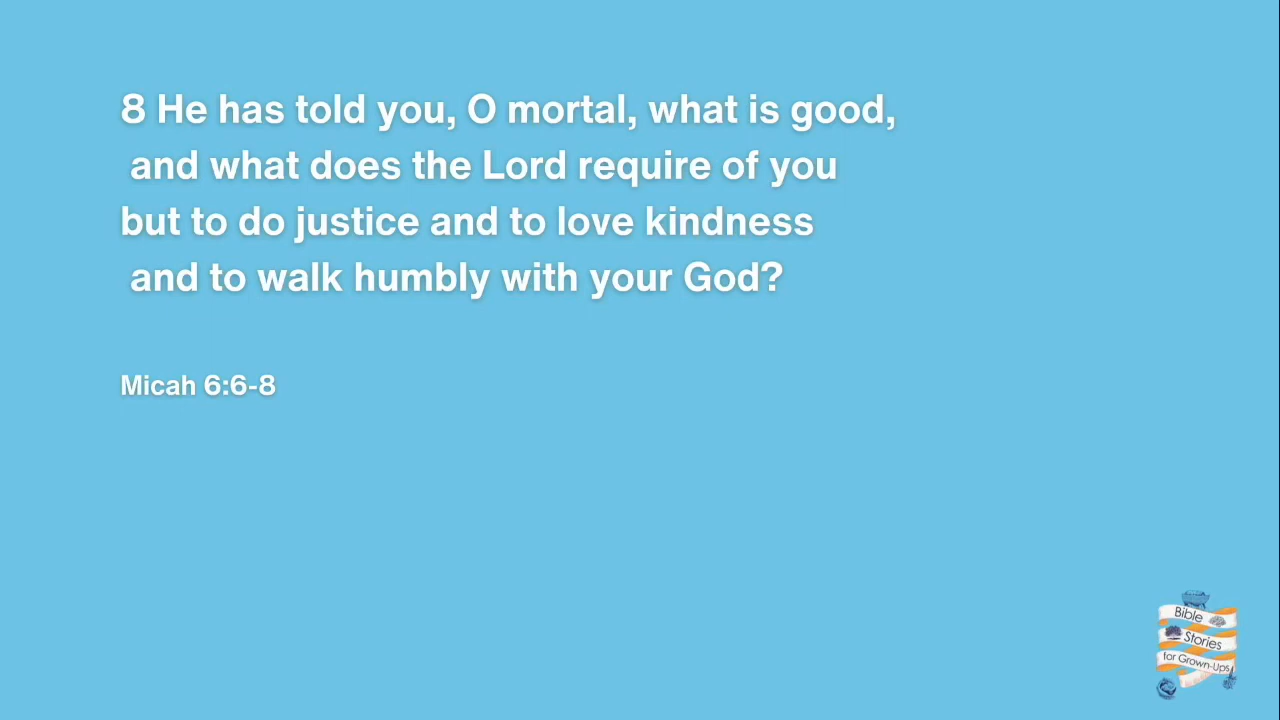 8 He has told you, O mortal, what is good,
and what does the Lord require of you
but to do justice and to love kindness
and to walk humbly with your God?
Micah 6:6-8
Bible
Stories
for Grown-Ups